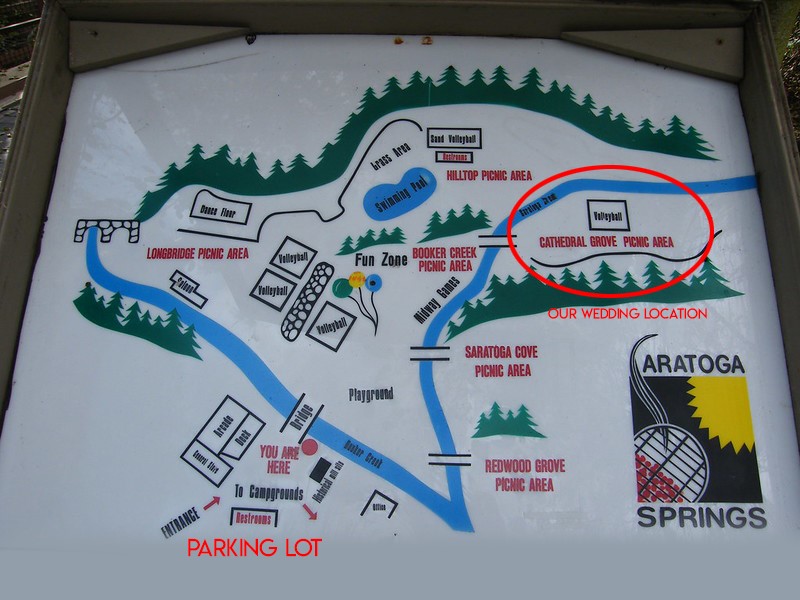 Sand Volleyball
Restrooms
Grass Area
HILLTOP PICNIC AREA
Swimming Pool
Dance Floor
Saratoga Creek
Volleyball
CATHEDRAL GROVE PICNIC AREA
OUR WEDDING LOCATION
LONGBRIDGE PICNIC AREA
Volleyball
Fun Zone
BOOKER CREEK
PICNIC AREA
Volleyball
Volleyball
Midway Games
SARATOGA COVE
PICNIC AREA
ARATOGA
SPRINGS
Playground
Bridge
Arcade
Deck
General Store
YOU ARE
HERE
Booker Creek
REDWOOD GROVE
PICNIC AREA
To Campgrounds
Historical mill site
Office
ENTRANCE
Restrooms
PARKING LOT